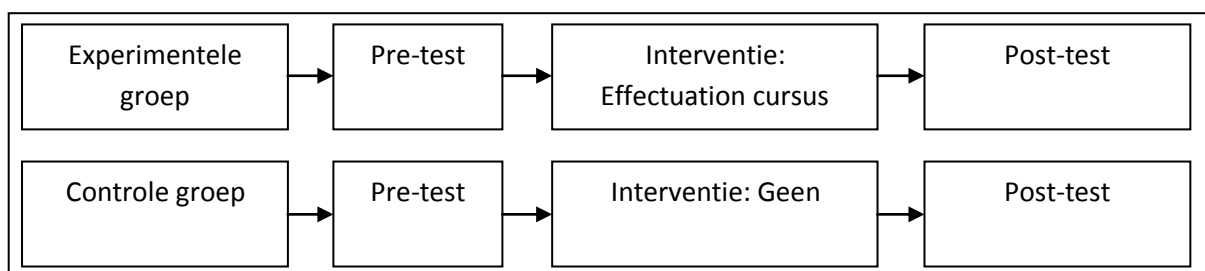 Experimentele
groep
Pre-test
Interventie:
Effectuation cursus
Post-test
Controle groep
Pre-test
Interventie: Geen
Post-test